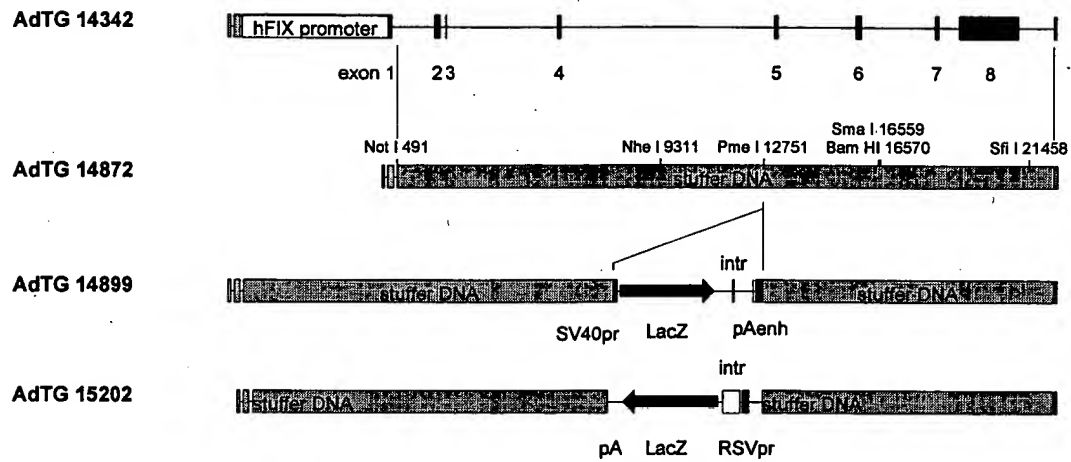 AdTG 14342
hFIX promoter
exon 1 2 3 4 5 6 7 8
Sma I 16559
Not I 491 Nhe I 9311 Pme I 12751 Bam HI 16570 Sfi I 21458
AdTG 14872
stuffer DNA
intr
AdTG 14899
stuffer DNA stuffer DNA
SV40pr LacZ pAenh
intr
AdTG 15202
stuffer DNA stuffer DNA
pA LacZ RSVpr